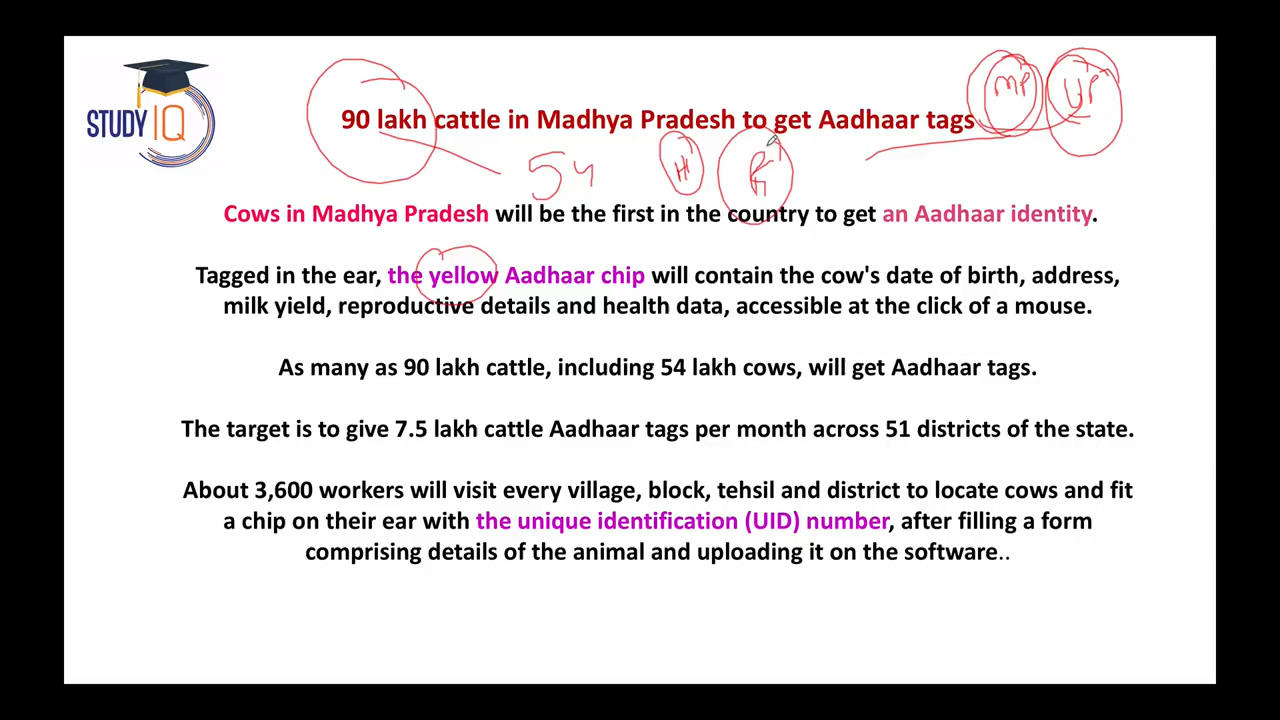 STUDY IQ
MP UP
90 lakh cattle in Madhya Pradesh to get Aadhaar tags
54 H
Cows in Madhya Pradesh will be the first in the country to get an Aadhaar identity.
Tagged in the ear, the yellow Aadhaar chip will contain the cow's date of birth, address,
milk yield, reproductive details and health data, accessible at the click of a mouse.
As many as 90 lakh cattle, including 54 lakh cows, will get Aadhaar tags.
The target is to give 7.5 lakh cattle Aadhaar tags per month across 51 districts of the state.
About 3,600 workers will visit every village, block, tehsil and district to locate cows and fit
a chip on their ear with the unique identification (UID) number, after filling a form
comprising details of the animal and uploading it on the software..